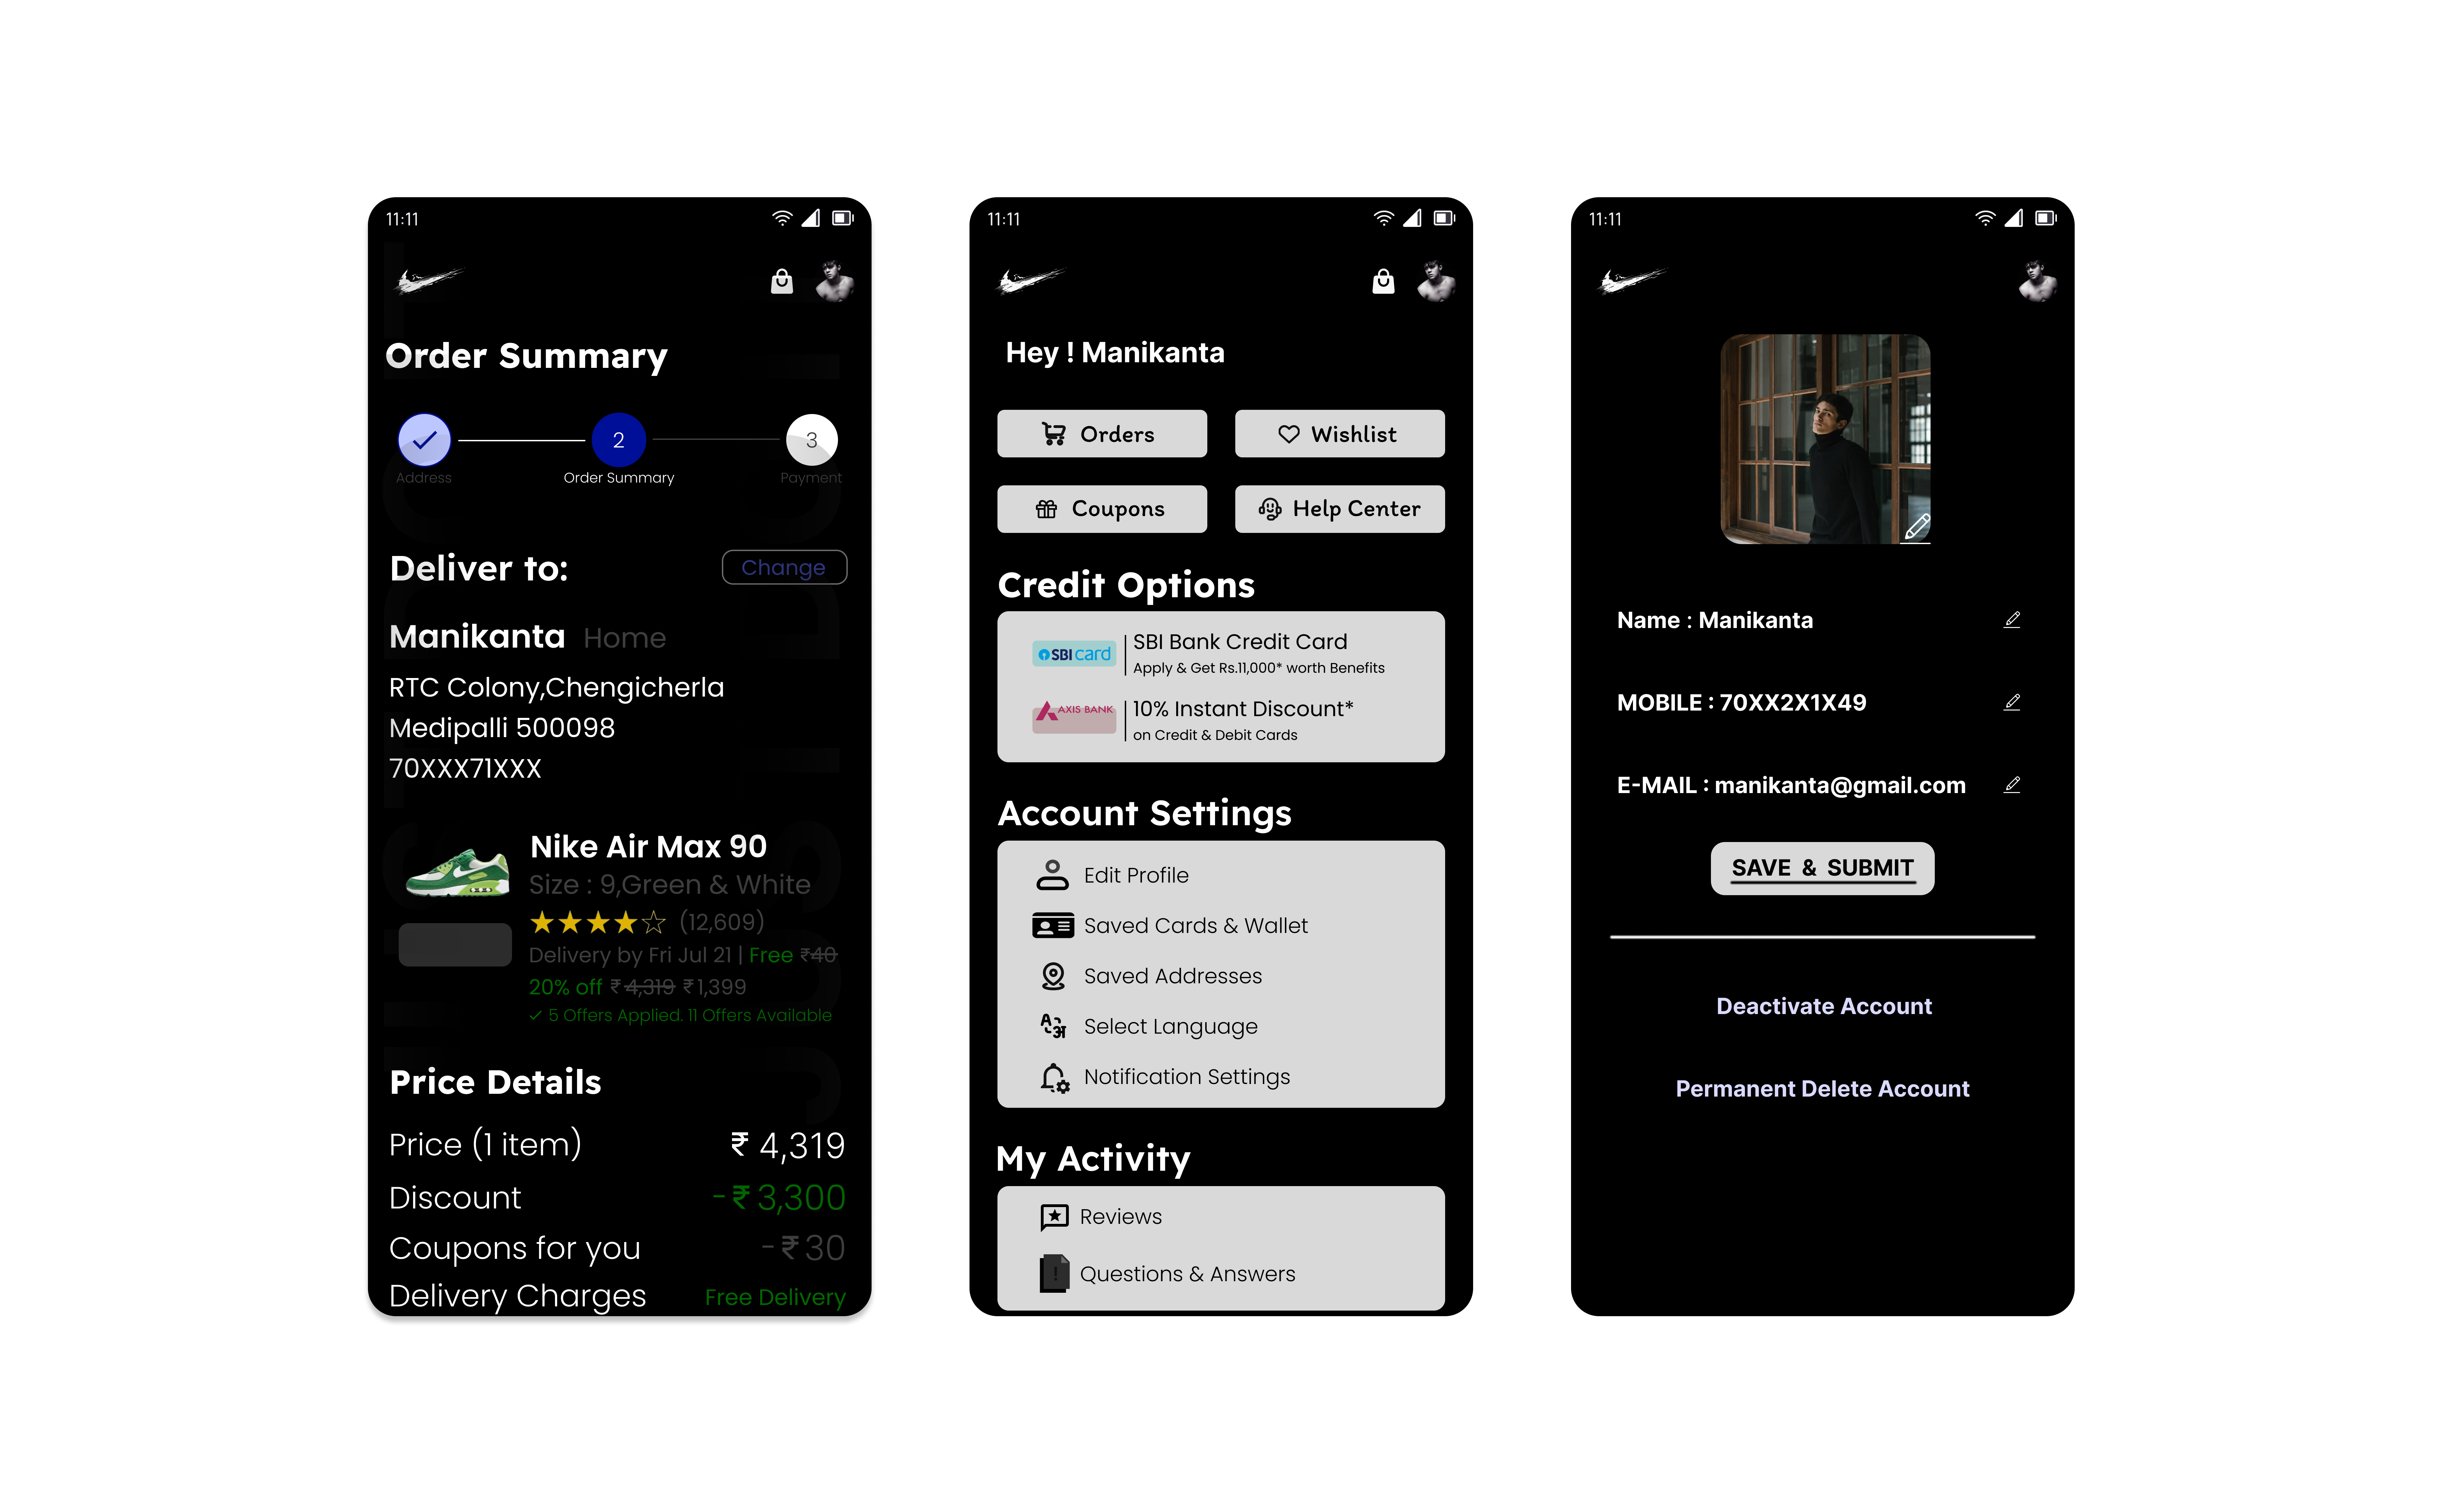 11:11
Order Summary
2
3
Address
Order Summary
Payment
Deliver to:
Change
Manikanta Home
RTC Colony,Chengicherla
Medipalli 500098
70XXX71XXX
Nike Air Max 90
Size : 9,Green & White
(12,609)
Delivery by Fri Jul 21 | Free ₹40
20% off ₹4,319 ₹1,399
5 Offers Applied. 11 Offers Available
Price Details
Price (1 item) ₹ 4,319
Discount -₹ 3,300
Coupons for you -₹30
Delivery Charges Free Delivery
11:11
Hey ! Manikanta
Orders
Wishlist
Coupons
Help Center
Credit Options
SBI card
SBI Bank Credit Card
Apply & Get Rs.11,000* worth Benefits
AXIS BANK
10% Instant Discount*
on Credit & Debit Cards
Account Settings
Edit Profile
Saved Cards & Wallet
Saved Addresses
A अ
Select Language
Notification Settings
My Activity
Reviews
Questions & Answers
11:11
Name : Manikanta
MOBILE : 70XX2X1X49
E-MAIL : manikanta@gmail.com
SAVE & SUBMIT
Deactivate Account
Permanent Delete Account